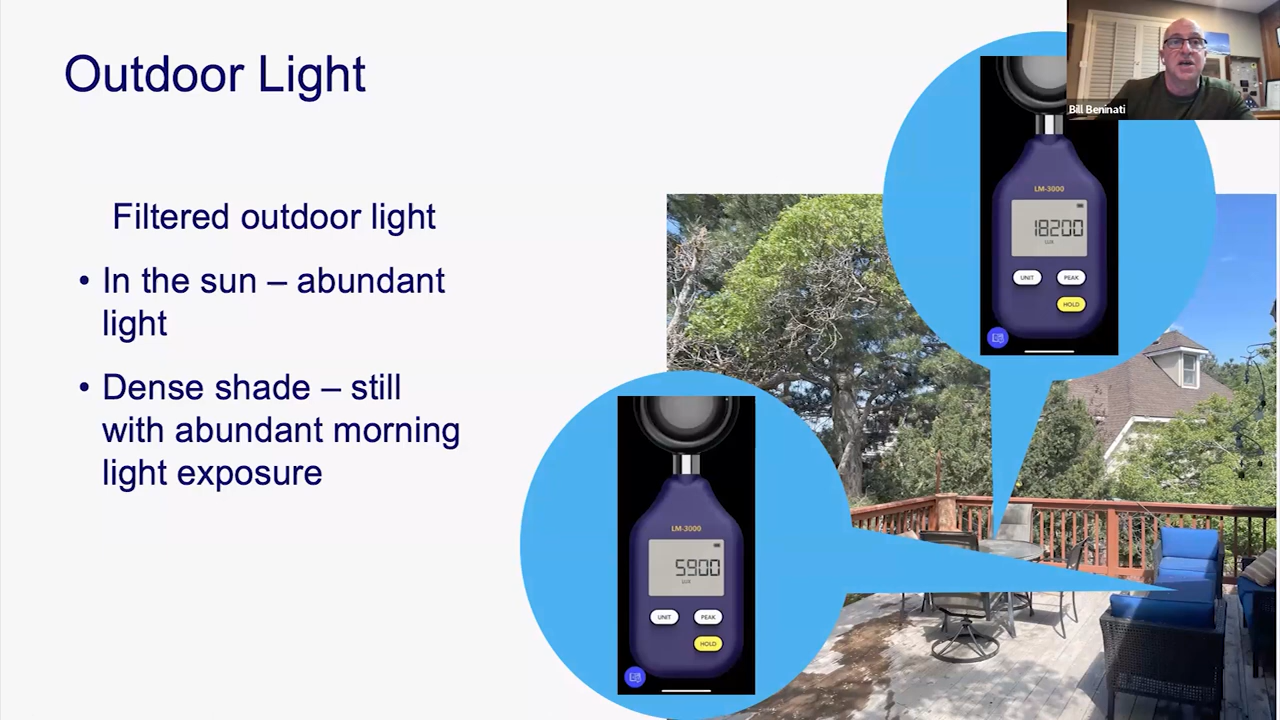 Outdoor Light
Bill Beninati
Filtered outdoor light
• In the sun – abundant
light
• Dense shade – still
with abundant morning
light exposure
LM-3000
18200
LUX
UNIT
PEAK
HOLD
LM-3000
5900
LUX
UNIT
PEAK
HOLD